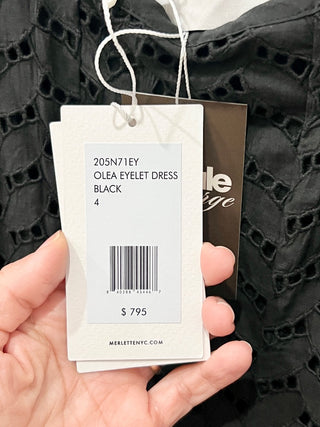 205N71EY
OLEA EYELET DRESS
BLACK
4
$ 795
MERLETTENYC.COM